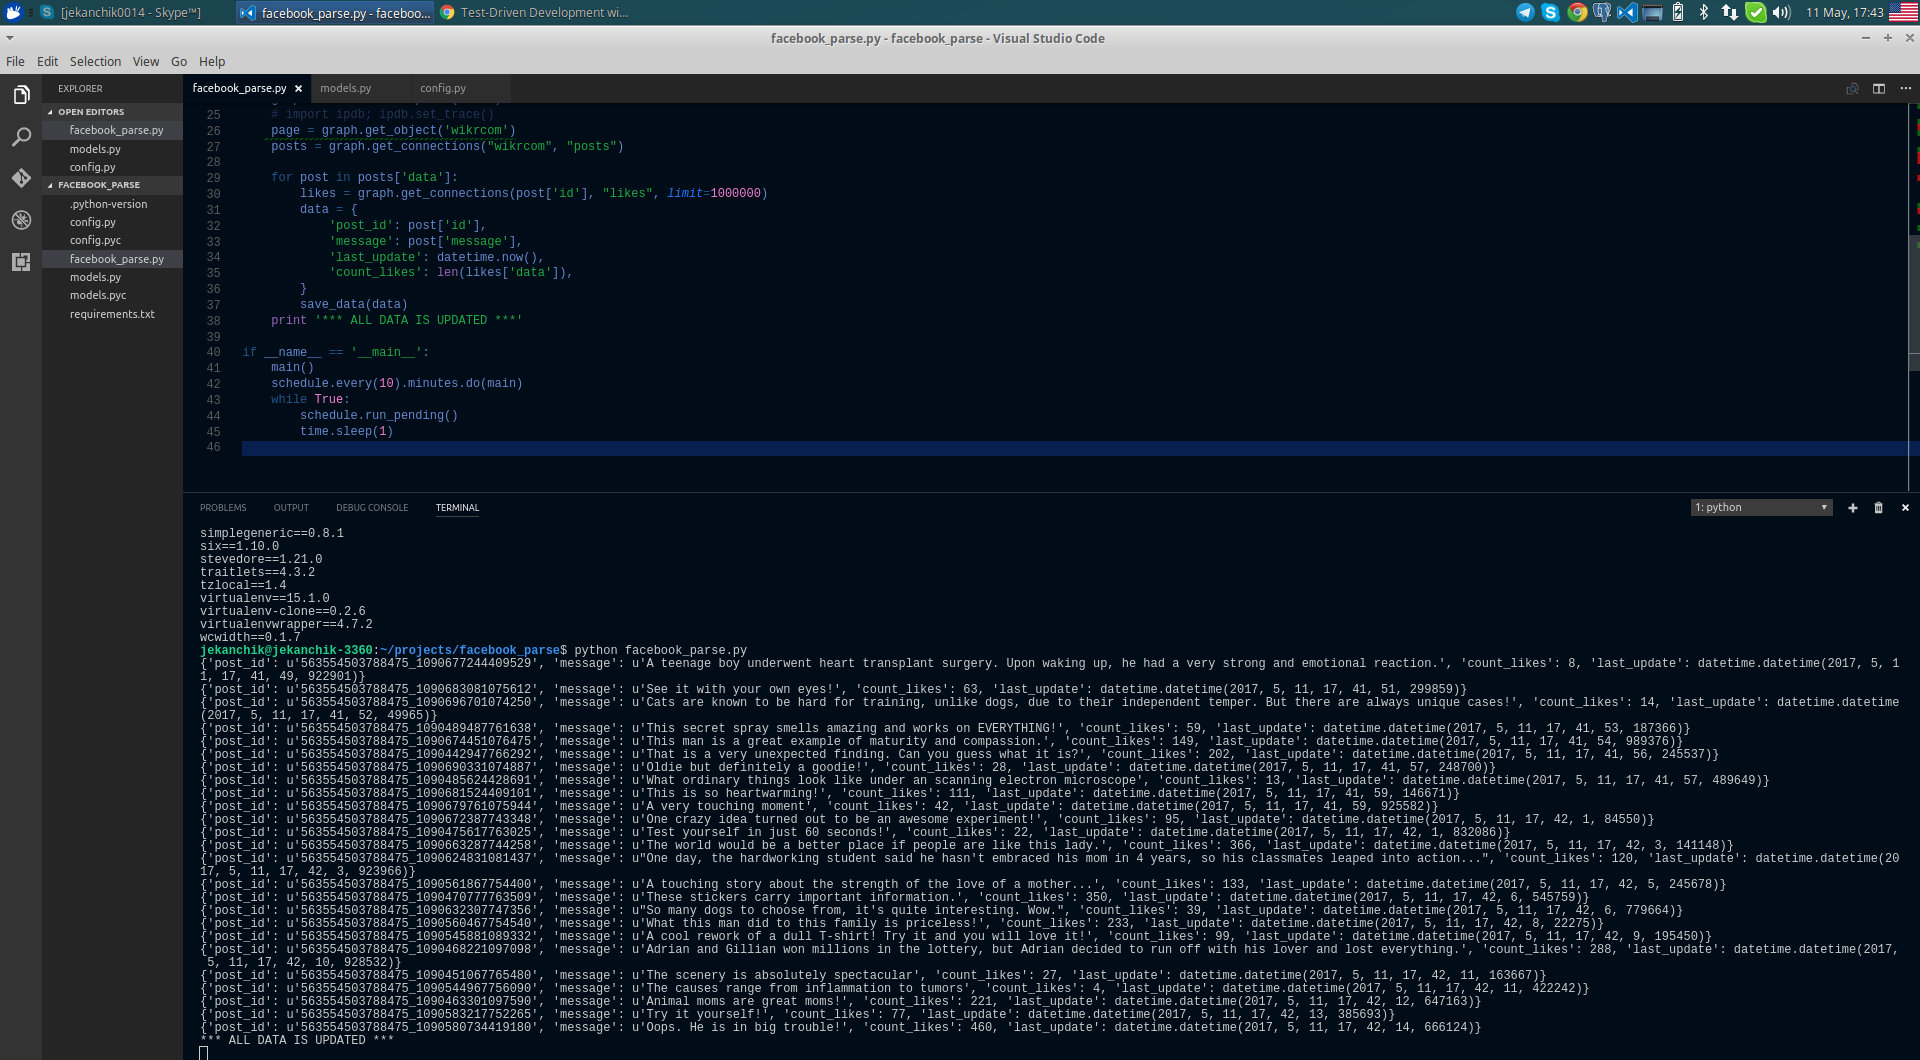 [jekanchik0014 - Skype™]
facebook_parse.py - faceboo...
Test-Driven Development wi...
11 May, 17:43
facebook_parse.py - facebook_parse - Visual Studio Code
File Edit Selection View Go Help
EXPLORER
OPEN EDITORS
facebook_parse.py
models.py
config.py
FACEBOOK_PARSE
.python-version
config.py
config.pyc
facebook_parse.py
models.py
models.pyc
requirements.txt
facebook_parse.py models.py config.py
25 # import ipdb; ipdb.set_trace()
26 page = graph.get_object('wikrcom')
27 posts = graph.get_connections("wikrcom", "posts")
28
29 for post in posts['data']:
30 likes = graph.get_connections(post['id'], "likes", limit=1000000)
31 data = {
32 'post_id': post['id'],
33 'message': post['message'],
34 'last_update': datetime.now(),
35 'count_likes': len(likes['data']),
36 }
37 save_data(data)
38 print '*** ALL DATA IS UPDATED ***'
39
40 if __name__ == '__main__':
41 main()
42 schedule.every(10).minutes.do(main)
43 while True:
44 schedule.run_pending()
45 time.sleep(1)
46
PROBLEMS OUTPUT DEBUG CONSOLE TERMINAL
1: python
simplegeneric==0.8.1
six==1.10.0
stevedore==1.21.0
traitlets==4.3.2
tzlocal==1.4
virtualenv==15.1.0
virtualenv-clone==0.2.6
virtualenvwrapper==4.7.2
wcwidth==0.1.7
jekanchik@jekanchik-3360:~/projects/facebook_parse$ python facebook_parse.py
{'post_id': u'563554503788475_1090677244409529', 'message': u'A teenage boy underwent heart transplant surgery. Upon waking up, he had a very strong and emotional reaction.', 'count_likes': 8, 'last_update': datetime.datetime(2017, 5, 1
1, 17, 41, 49, 922901)}
{'post_id': u'563554503788475_1090683081075612', 'message': u'See it with your own eyes!', 'count_likes': 63, 'last_update': datetime.datetime(2017, 5, 11, 17, 41, 51, 299859)}
{'post_id': u'563554503788475_1090696701074250', 'message': u'Cats are known to be hard for training, unlike dogs, due to their independent temper. But there are always unique cases!', 'count_likes': 14, 'last_update': datetime.datetime
(2017, 5, 11, 17, 41, 52, 49965)}
{'post_id': u'563554503788475_1090489487761638', 'message': u'This secret spray smells amazing and works on EVERYTHING!', 'count_likes': 59, 'last_update': datetime.datetime(2017, 5, 11, 17, 41, 53, 187366)}
{'post_id': u'563554503788475_1090674451076475', 'message': u'This man is a great example of maturity and compassion.', 'count_likes': 149, 'last_update': datetime.datetime(2017, 5, 11, 17, 41, 54, 989376)}
{'post_id': u'563554503788475_1090442947766292', 'message': u'That is a very unexpected finding. Can you guess what it is?', 'count_likes': 202, 'last_update': datetime.datetime(2017, 5, 11, 17, 41, 56, 245537)}
{'post_id': u'563554503788475_1090690331074887', 'message': u'Oldie but definitely a goodie!', 'count_likes': 28, 'last_update': datetime.datetime(2017, 5, 11, 17, 41, 57, 248700)}
{'post_id': u'563554503788475_1090485624428691', 'message': u'What ordinary things look like under an scanning electron microscope', 'count_likes': 13, 'last_update': datetime.datetime(2017, 5, 11, 17, 41, 57, 489649)}
{'post_id': u'563554503788475_1090681524409101', 'message': u'This is so heartwarming!', 'count_likes': 111, 'last_update': datetime.datetime(2017, 5, 11, 17, 41, 59, 146671)}
{'post_id': u'563554503788475_1090679761075944', 'message': u'A very touching moment', 'count_likes': 42, 'last_update': datetime.datetime(2017, 5, 11, 17, 41, 59, 925582)}
{'post_id': u'563554503788475_1090672387743348', 'message': u'One crazy idea turned out to be an awesome experiment!', 'count_likes': 95, 'last_update': datetime.datetime(2017, 5, 11, 17, 42, 1, 84550)}
{'post_id': u'563554503788475_1090475617763025', 'message': u'Test yourself in just 60 seconds!', 'count_likes': 22, 'last_update': datetime.datetime(2017, 5, 11, 17, 42, 1, 832086)}
{'post_id': u'563554503788475_1090663287744258', 'message': u'The world would be a better place if people are like this lady.', 'count_likes': 366, 'last_update': datetime.datetime(2017, 5, 11, 17, 42, 3, 141148)}
{'post_id': u'563554503788475_1090624831081437', 'message': u"One day, the hardworking student said he hasn't embraced his mom in 4 years, so his classmates leaped into action...", 'count_likes': 120, 'last_update': datetime.datetime(20
17, 5, 11, 17, 42, 3, 923966)}
{'post_id': u'563554503788475_1090561867754400', 'message': u'A touching story about the strength of the love of a mother...', 'count_likes': 133, 'last_update': datetime.datetime(2017, 5, 11, 17, 42, 5, 245678)}
{'post_id': u'563554503788475_1090470777763509', 'message': u'These stickers carry important information.', 'count_likes': 350, 'last_update': datetime.datetime(2017, 5, 11, 17, 42, 6, 545759)}
{'post_id': u'563554503788475_1090632307747356', 'message': u"So many dogs to choose from, it's quite interesting. Wow.", 'count_likes': 39, 'last_update': datetime.datetime(2017, 5, 11, 17, 42, 6, 779664)}
{'post_id': u'563554503788475_1090560467754540', 'message': u'What this man did to this family is priceless!', 'count_likes': 233, 'last_update': datetime.datetime(2017, 5, 11, 17, 42, 8, 22275)}
{'post_id': u'563554503788475_1090545881089332', 'message': u'A cool rework of a dull T-shirt! Try it and you will love it!', 'count_likes': 99, 'last_update': datetime.datetime(2017, 5, 11, 17, 42, 9, 195450)}
{'post_id': u'563554503788475_1090468221097098', 'message': u'Adrian and Gillian won millions in the lottery, but Adrian decided to run off with his lover and lost everything.', 'count_likes': 288, 'last_update': datetime.datetime(2017,
5, 11, 17, 42, 10, 928532)}
{'post_id': u'563554503788475_1090451067765480', 'message': u'The scenery is absolutely spectacular', 'count_likes': 27, 'last_update': datetime.datetime(2017, 5, 11, 17, 42, 11, 163667)}
{'post_id': u'563554503788475_1090544967756090', 'message': u'The causes range from inflammation to tumors', 'count_likes': 4, 'last_update': datetime.datetime(2017, 5, 11, 17, 42, 11, 422242)}
{'post_id': u'563554503788475_1090463301097590', 'message': u'Animal moms are great moms!', 'count_likes': 221, 'last_update': datetime.datetime(2017, 5, 11, 17, 42, 12, 647163)}
{'post_id': u'563554503788475_1090583217752265', 'message': u'Try it yourself!', 'count_likes': 77, 'last_update': datetime.datetime(2017, 5, 11, 17, 42, 13, 385693)}
{'post_id': u'563554503788475_1090580734419180', 'message': u'Oops. He is in big trouble!', 'count_likes': 460, 'last_update': datetime.datetime(2017, 5, 11, 17, 42, 14, 666124)}
*** ALL DATA IS UPDATED ***